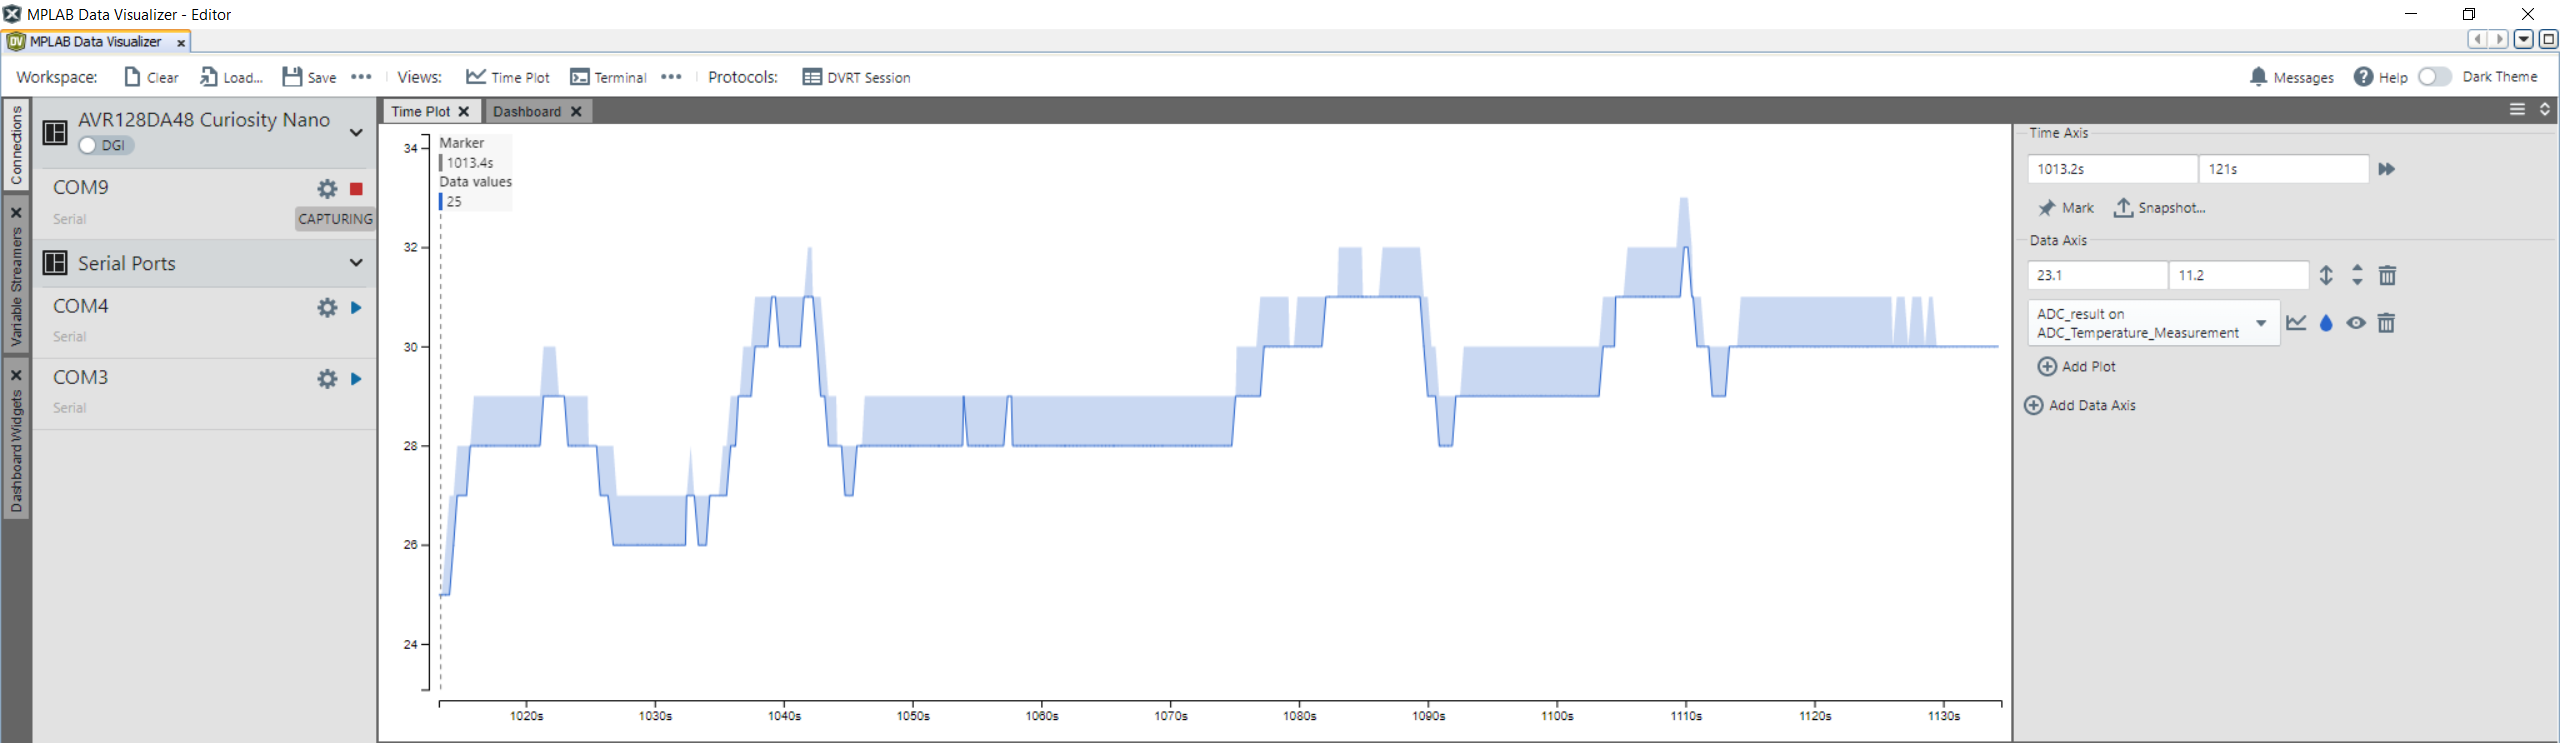 MPLAB Data Visualizer - Editor
DV MPLAB Data Visualizer x
Workspace: Clear Load... Save ••• Views: Time Plot Terminal ••• Protocols: DVRT Session Messages Help Dark Theme
Connections
Variable Streamers
Dashboard Widgets
AVR128DA48 Curiosity Nano
DGI
COM9
Serial
CAPTURING
Serial Ports
COM4
Serial
COM3
Serial
Time Plot Dashboard
Marker
1013.4s
Data values
25
34
32
30
28
26
24
1020s 1030s 1040s 1050s 1060s 1070s 1080s 1090s 1100s 1110s 1120s 1130s
Time Axis
1013.2s 121s
Mark Snapshot...
Data Axis
23.1 11.2
ADC_result on
ADC_Temperature_Measurement
Add Plot
Add Data Axis